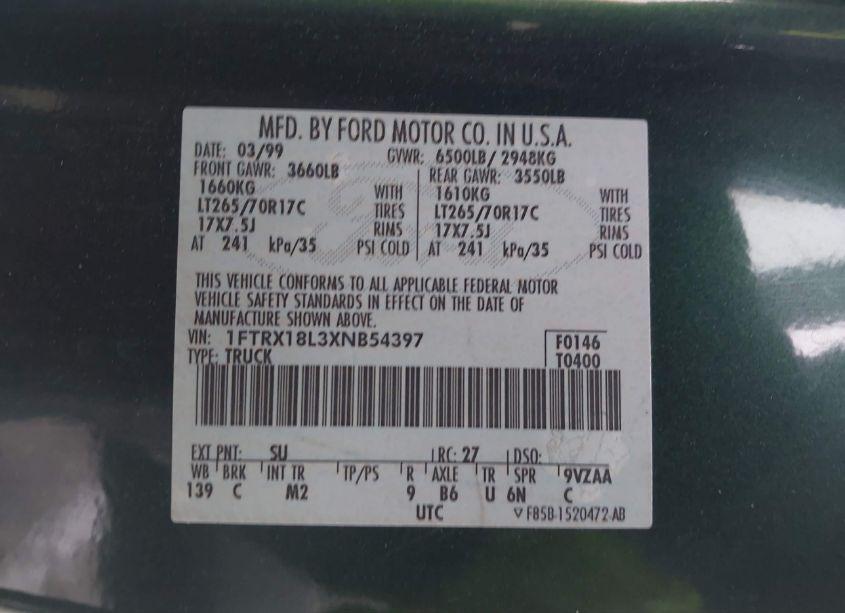 MFD. BY FORD MOTOR CO. IN U.S.A.
DATE: 03/99 GVWR: 6500LB/ 2948KG
FRONT GAWR: 3660LB REAR GAWR: 3550LB
1660KG WITH 1610KG WITH
LT265/70R17C TIRES LT265/70R17C TIRES
17X7.5J RIMS 17X7.5J RIMS
AT 241 kPa/35 PSI COLD AT 241 kPa/35 PSI COLD
THIS VEHICLE CONFORMS TO ALL APPLICABLE FEDERAL MOTOR
VEHICLE SAFETY STANDARDS IN EFFECT ON THE DATE OF
MANUFACTURE SHOWN ABOVE.
VIN: 1FTRX18L3XNB54397 F0146
TYPE: TRUCK T0400
EXT PNT: SU RC: 27 DSO:
WB BRK INT TR TP/PS R AXLE TR SPR 9VZAA
139 C M2 9 B6 U 6N C
UTC F85B-1520472-AB